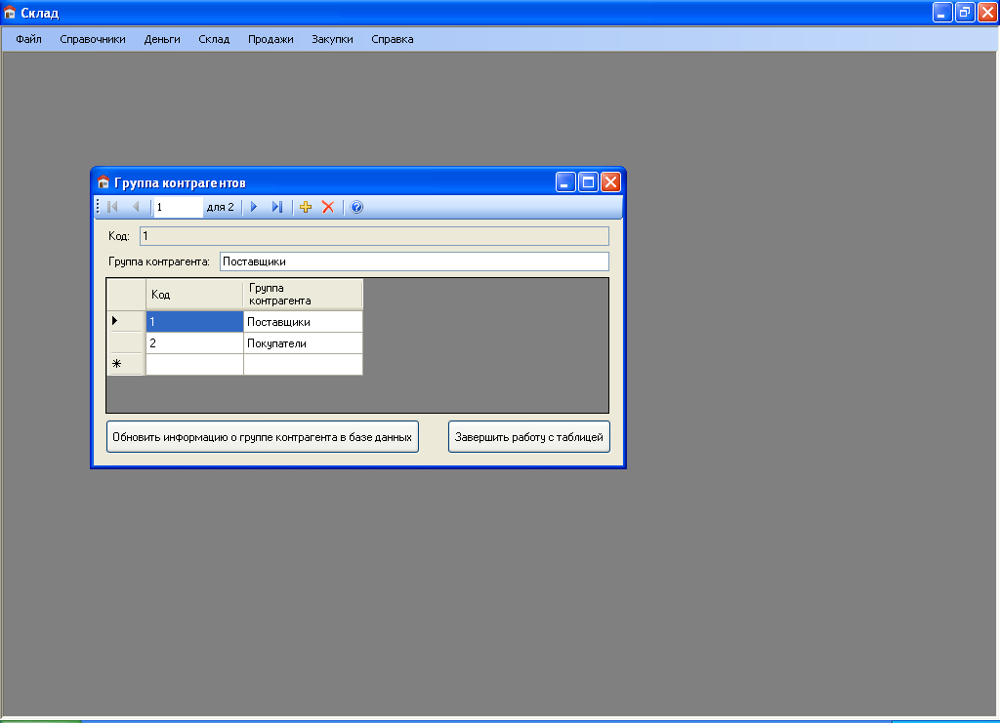 Склад
Файл Справочники Деньги Склад Продажи Закупки Справка
Группа контрагентов
1 для 2
Код: 1
Группа контрагента: Поставщики
Код Группа
контрагента
1 Поставщики
2 Покупатели
Обновить информацию о группе контрагента в базе данных Завершить работу с таблицей